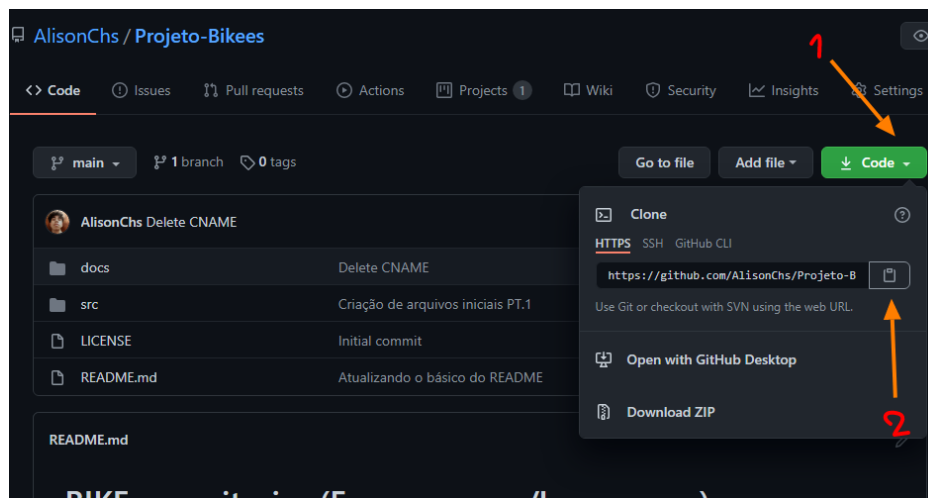 AlisonChs / Projeto-Bikees
1
<> Code Issues Pull requests Actions Projects 1 Wiki Security Insights Settings
main 1 branch 0 tags Go to file Add file Code
AlisonChs Delete CNAME
docs Delete CNAME
src Criação de arquivos iniciais PT.1
LICENSE Initial commit
README.md Atualizando o básico do README
Clone
HTTPS SSH GitHub CLI
https://github.com/AlisonChs/Projeto-B
Use Git or checkout with SVN using the web URL.
Open with GitHub Desktop
Download ZIP
2
README.md